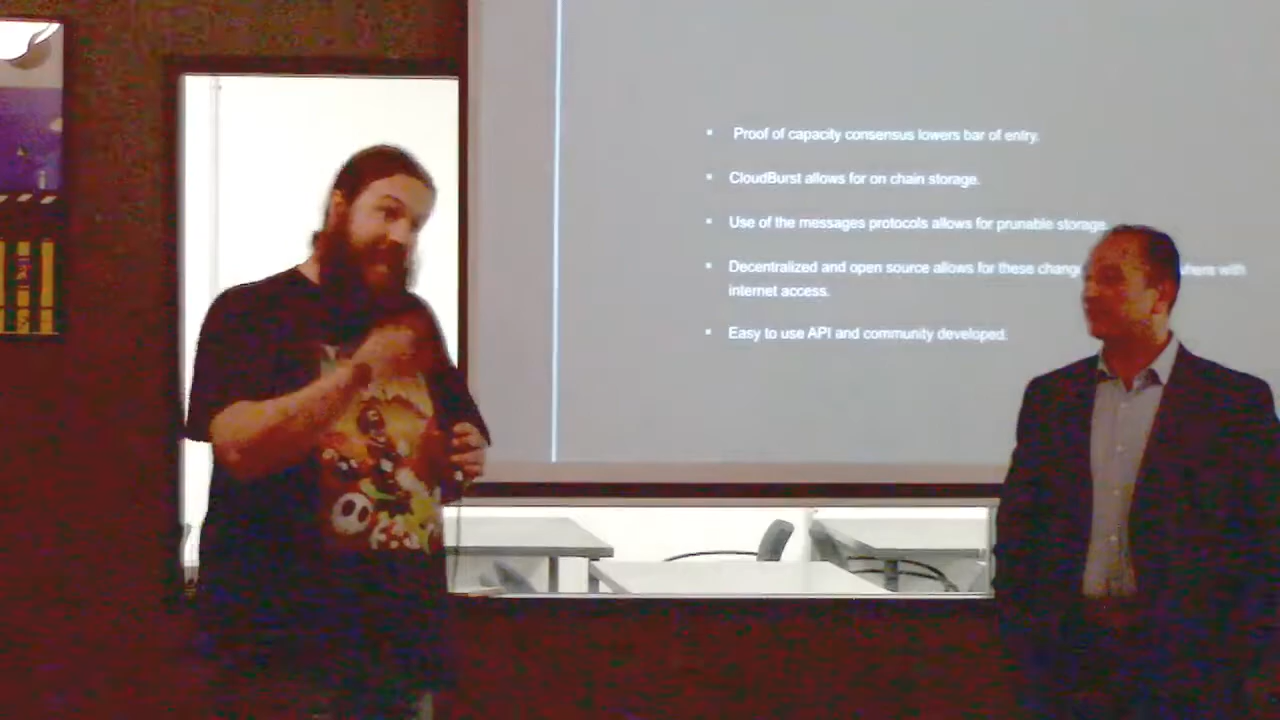 Proof of capacity consensus lowers bar of entry.
CloudBurst allows for on chain storage.
Use of the messages protocols allows for prunable storage.
Decentralized and open source allows for these with
internet access.
Easy to use API and community developed.